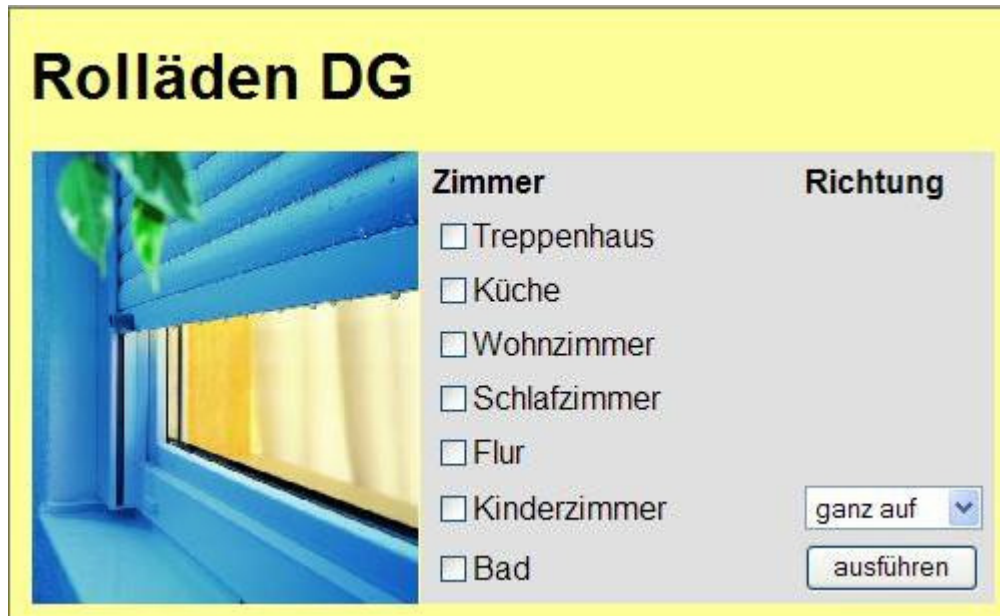 Rolläden DG
Zimmer Richtung
Treppenhaus
Küche
Wohnzimmer
Schlafzimmer
Flur
Kinderzimmer ganz auf
Bad ausführen